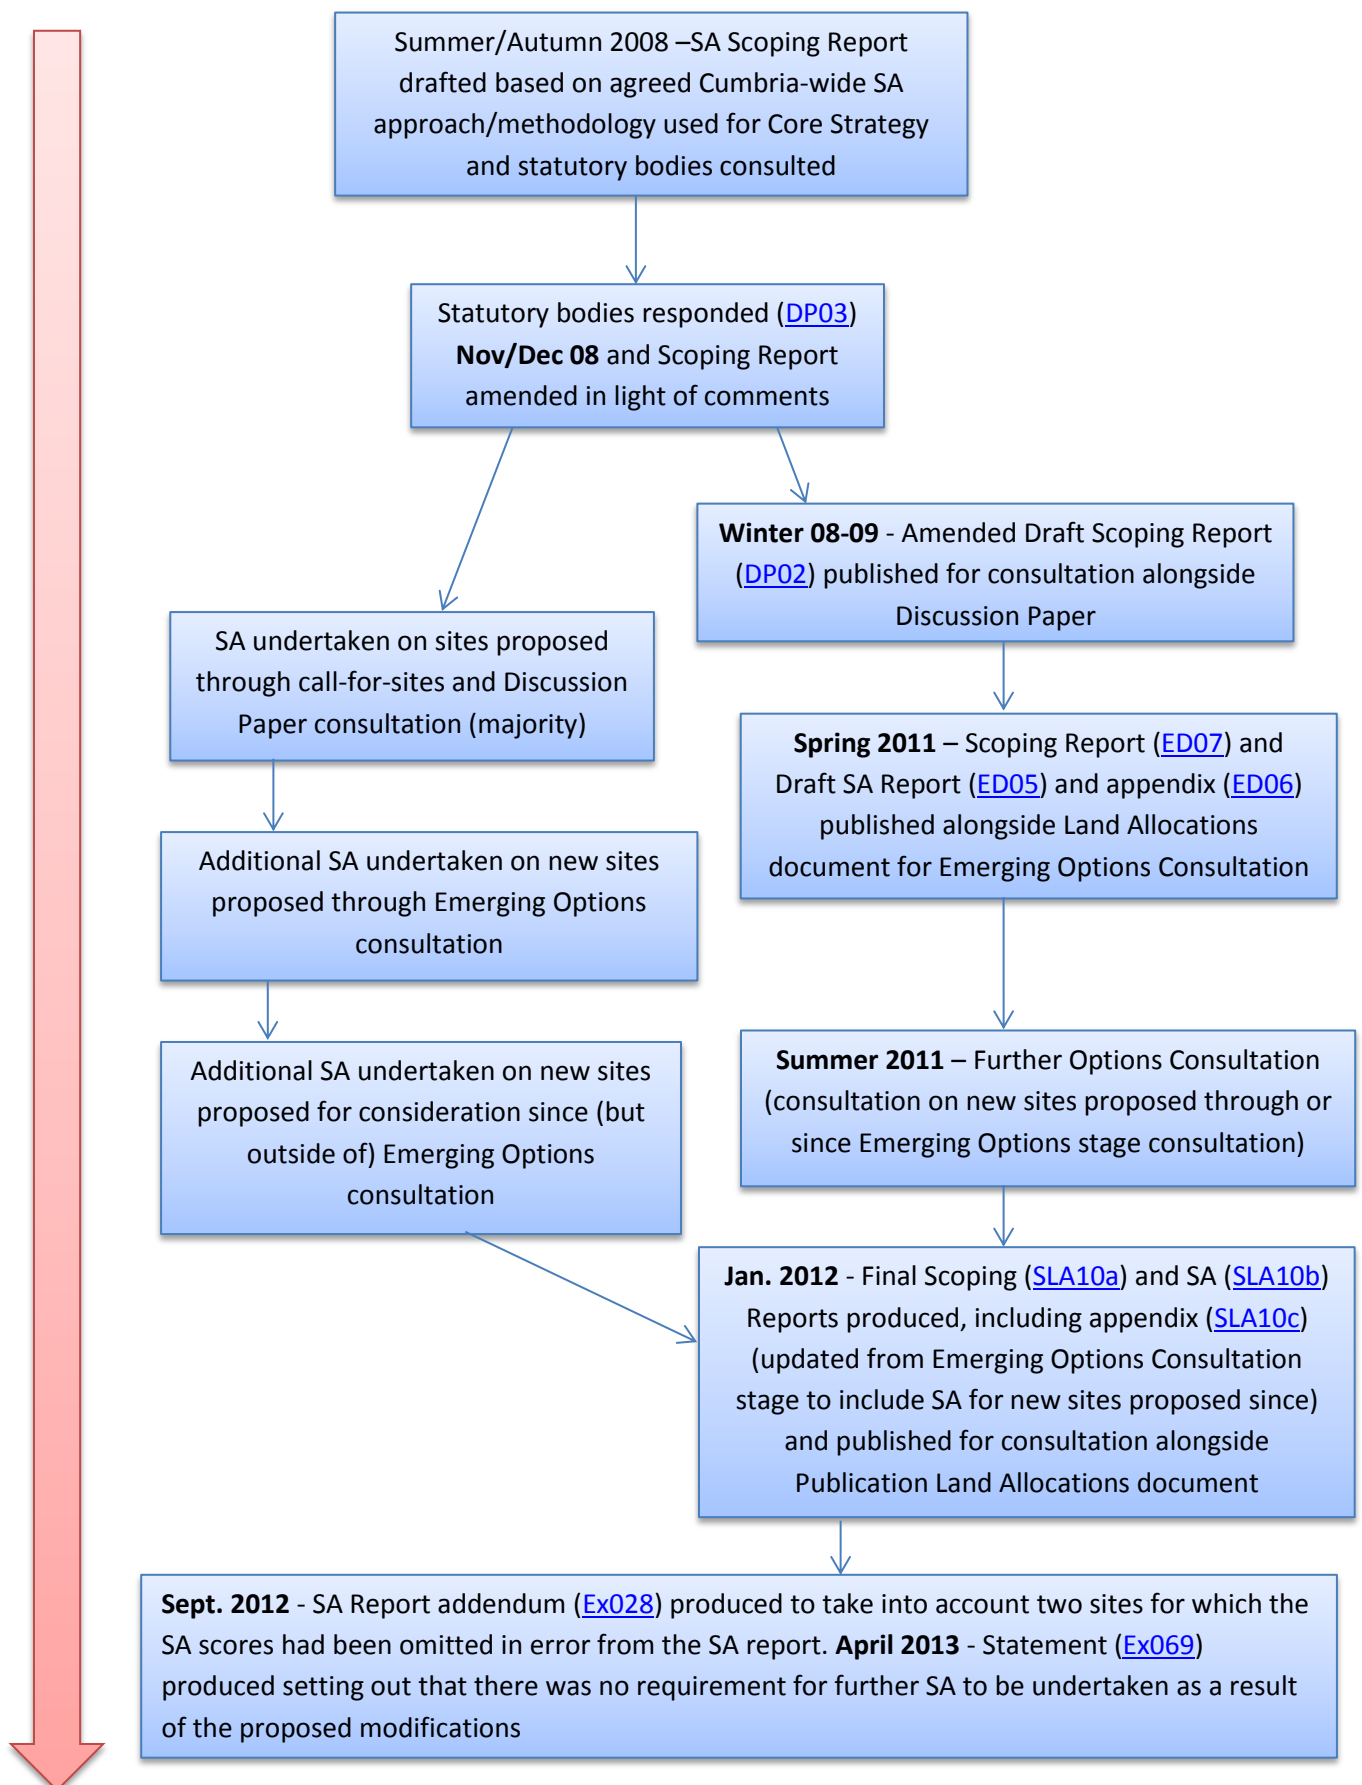 Summer/Autumn 2008 –SA Scoping Report
drafted based on agreed Cumbria-wide SA
approach/methodology used for Core Strategy
and statutory bodies consulted
Statutory bodies responded (DP03)
Nov/Dec 08 and Scoping Report
amended in light of comments
Winter 08-09 - Amended Draft Scoping Report
(DP02) published for consultation alongside
Discussion Paper
SA undertaken on sites proposed
through call-for-sites and Discussion
Paper consultation (majority)
Spring 2011 – Scoping Report (ED07) and
Draft SA Report (ED05) and appendix (ED06)
published alongside Land Allocations
document for Emerging Options Consultation
Additional SA undertaken on new sites
proposed through Emerging Options
consultation
Additional SA undertaken on new sites
proposed for consideration since (but
outside of) Emerging Options
consultation
Summer 2011 – Further Options Consultation
(consultation on new sites proposed through or
since Emerging Options stage consultation)
Jan. 2012 - Final Scoping (SLA10a) and SA (SLA10b)
Reports produced, including appendix (SLA10c)
(updated from Emerging Options Consultation
stage to include SA for new sites proposed since)
and published for consultation alongside
Publication Land Allocations document
Sept. 2012 - SA Report addendum (Ex028) produced to take into account two sites for which the
SA scores had been omitted in error from the SA report. April 2013 - Statement (Ex069)
produced setting out that there was no requirement for further SA to be undertaken as a result
of the proposed modifications